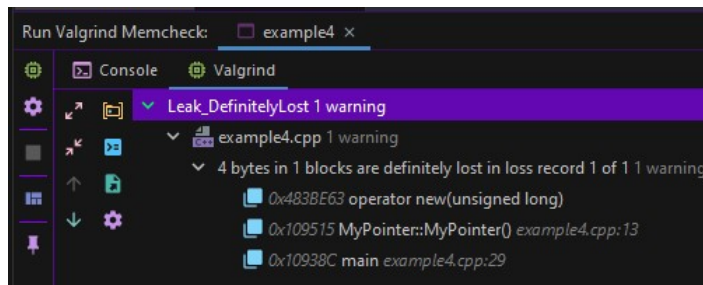 Run Valgrind Memcheck: example4 ×
Console Valgrind
Leak_DefinitelyLost 1 warning
example4.cpp 1 warning
4 bytes in 1 blocks are definitely lost in loss record 1 of 1 1 warning
0x483BE63 operator new(unsigned long)
0x109515 MyPointer::MyPointer() example4.cpp:13
0x10938C main example4.cpp:29